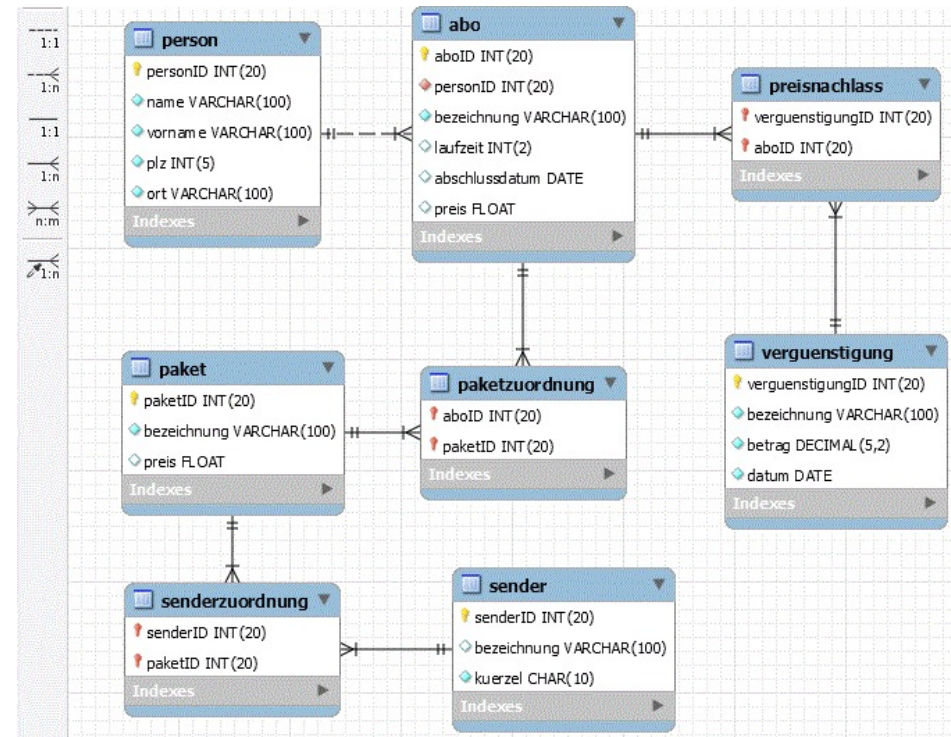 1:1
1:n
1:1
1:n
n:m
1:n
person
personID INT(20)
name VARCHAR(100)
vorname VARCHAR(100)
plz INT(5)
ort VARCHAR(100)
Indexes
abo
aboID INT(20)
personID INT(20)
bezeichnung VARCHAR(100)
laufzeit INT(2)
abschlussdatum DATE
preis FLOAT
Indexes
preisnachlass
verguenstigungID INT(20)
aboID INT(20)
Indexes
paket
paketID INT(20)
bezeichnung VARCHAR(100)
preis FLOAT
Indexes
paketzuordnung
aboID INT(20)
paketID INT(20)
Indexes
verguenstigung
verguenstigungID INT(20)
bezeichnung VARCHAR(100)
betrag DECIMAL(5,2)
datum DATE
Indexes
senderzuordnung
senderID INT(20)
paketID INT(20)
Indexes
sender
senderID INT(20)
bezeichnung VARCHAR(100)
kuerzel CHAR(10)
Indexes